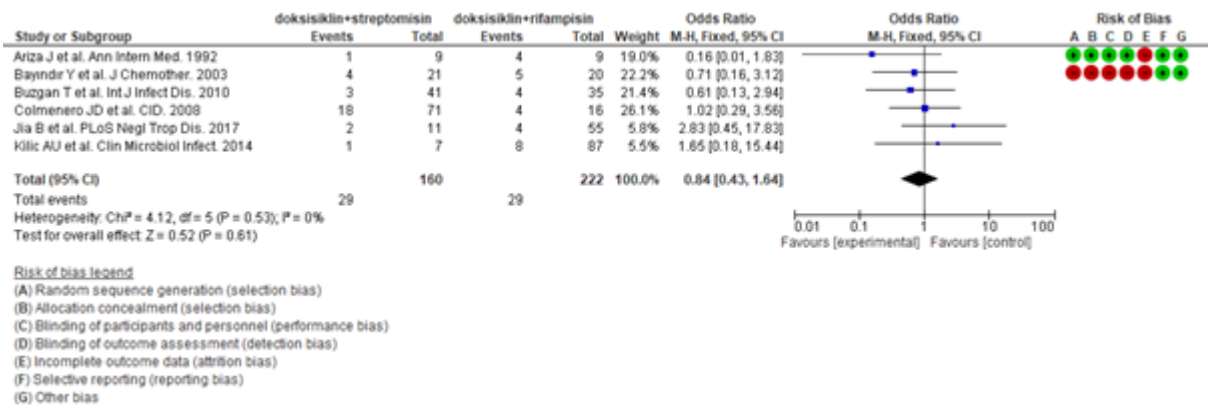 doksisiklin+streptomisin doksisiklin+rifampisin Odds Ratio Odds Ratio Risk of Bias
Study or Subgroup Events Total Events Total Weight M-H, Fixed, 95% CI M-H, Fixed, 95% CI A B C D E F G
Ariza J et al. Ann Intern Med. 1992 1 9 4 9 19.0% 0.16 [0.01, 1.83]
Bayındır Y et al. J Chemother. 2003 4 21 5 20 22.2% 0.71 [0.16, 3.12]
Buzgan T et al. Int J Infect Dis. 2010 3 41 4 35 21.4% 0.61 [0.13, 2.94]
Colmenero JD et al. CID. 2008 18 71 4 16 26.1% 1.02 [0.29, 3.56]
Jia B et al. PLoS Negl Trop Dis. 2017 2 11 4 55 5.8% 2.83 [0.45, 17.83]
Kilic AU et al. Clin Microbiol Infect. 2014 1 7 8 87 5.5% 1.65 [0.18, 15.44]
Total (95% CI) 160 222 100.0% 0.84 [0.43, 1.64]
Total events 29 29
Heterogeneity: Chi² = 4.12, df = 5 (P = 0.53); I² = 0%
Test for overall effect: Z = 0.52 (P = 0.61)
0.01 0.1 1 10 100
Favours [experimental] Favours [control]
Risk of bias legend
(A) Random sequence generation (selection bias)
(B) Allocation concealment (selection bias)
(C) Blinding of participants and personnel (performance bias)
(D) Blinding of outcome assessment (detection bias)
(E) Incomplete outcome data (attrition bias)
(F) Selective reporting (reporting bias)
(G) Other bias